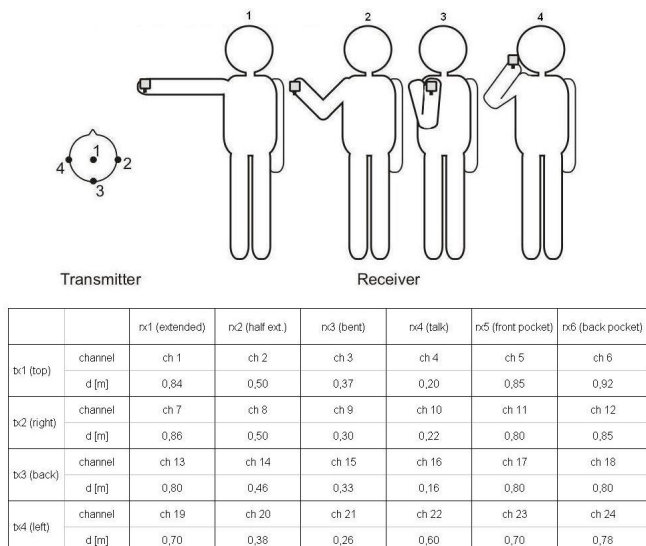 1 2 3 4
1
4 2
3
Transmitter Receiver
rx1 (extended) rx2 (half ext.) rx3 (bent) rx4 (talk) rx5 (front pocket) rx6 (back pocket)
tx1 (top) channel ch 1 ch 2 ch 3 ch 4 ch 5 ch 6
d [m] 0,84 0,50 0,37 0,20 0,85 0,92
tx2 (right) channel ch 7 ch 8 ch 9 ch 10 ch 11 ch 12
d [m] 0,86 0,50 0,30 0,22 0,80 0,85
tx3 (back) channel ch 13 ch 14 ch 15 ch 16 ch 17 ch 18
d [m] 0,80 0,46 0,33 0,16 0,80 0,80
tx4 (left) channel ch 19 ch 20 ch 21 ch 22 ch 23 ch 24
d [m] 0,70 0,38 0,26 0,60 0,70 0,78